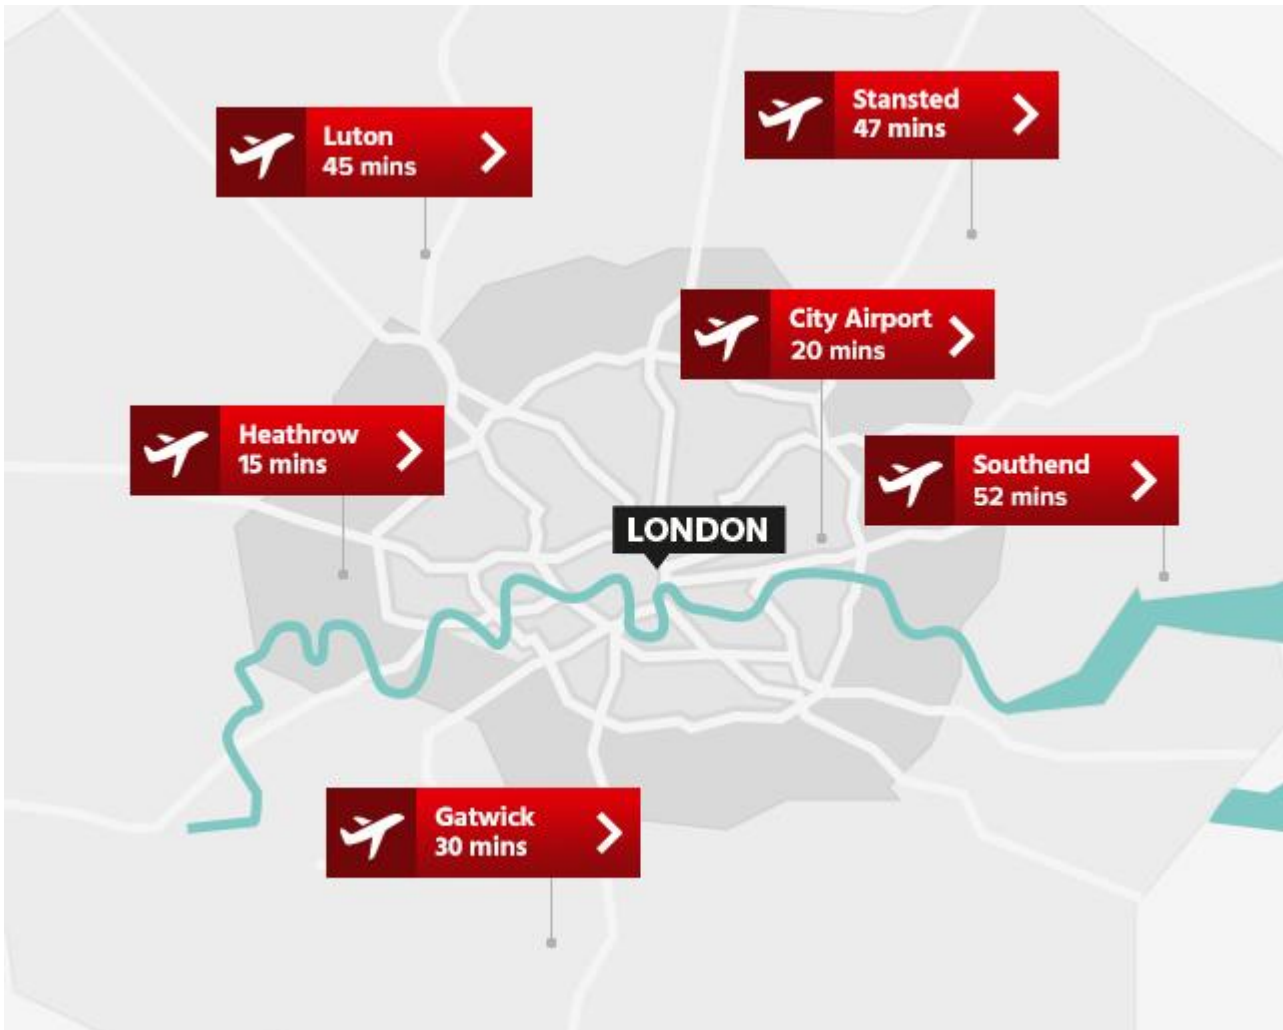 Stansted
47 mins
Luton
45 mins
City Airport
20 mins
Heathrow
15 mins
Southend
52 mins
LONDON
Gatwick
30 mins